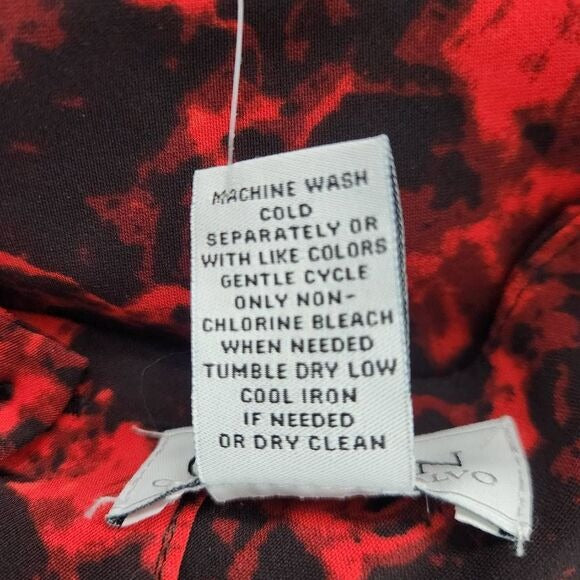 MACHINE WASH
COLD
SEPARATELY OR
WITH LIKE COLORS
GENTLE CYCLE
ONLY NON-
CHLORINE BLEACH
WHEN NEEDED
TUMBLE DRY LOW
COOL IRON
IF NEEDED
OR DRY CLEAN